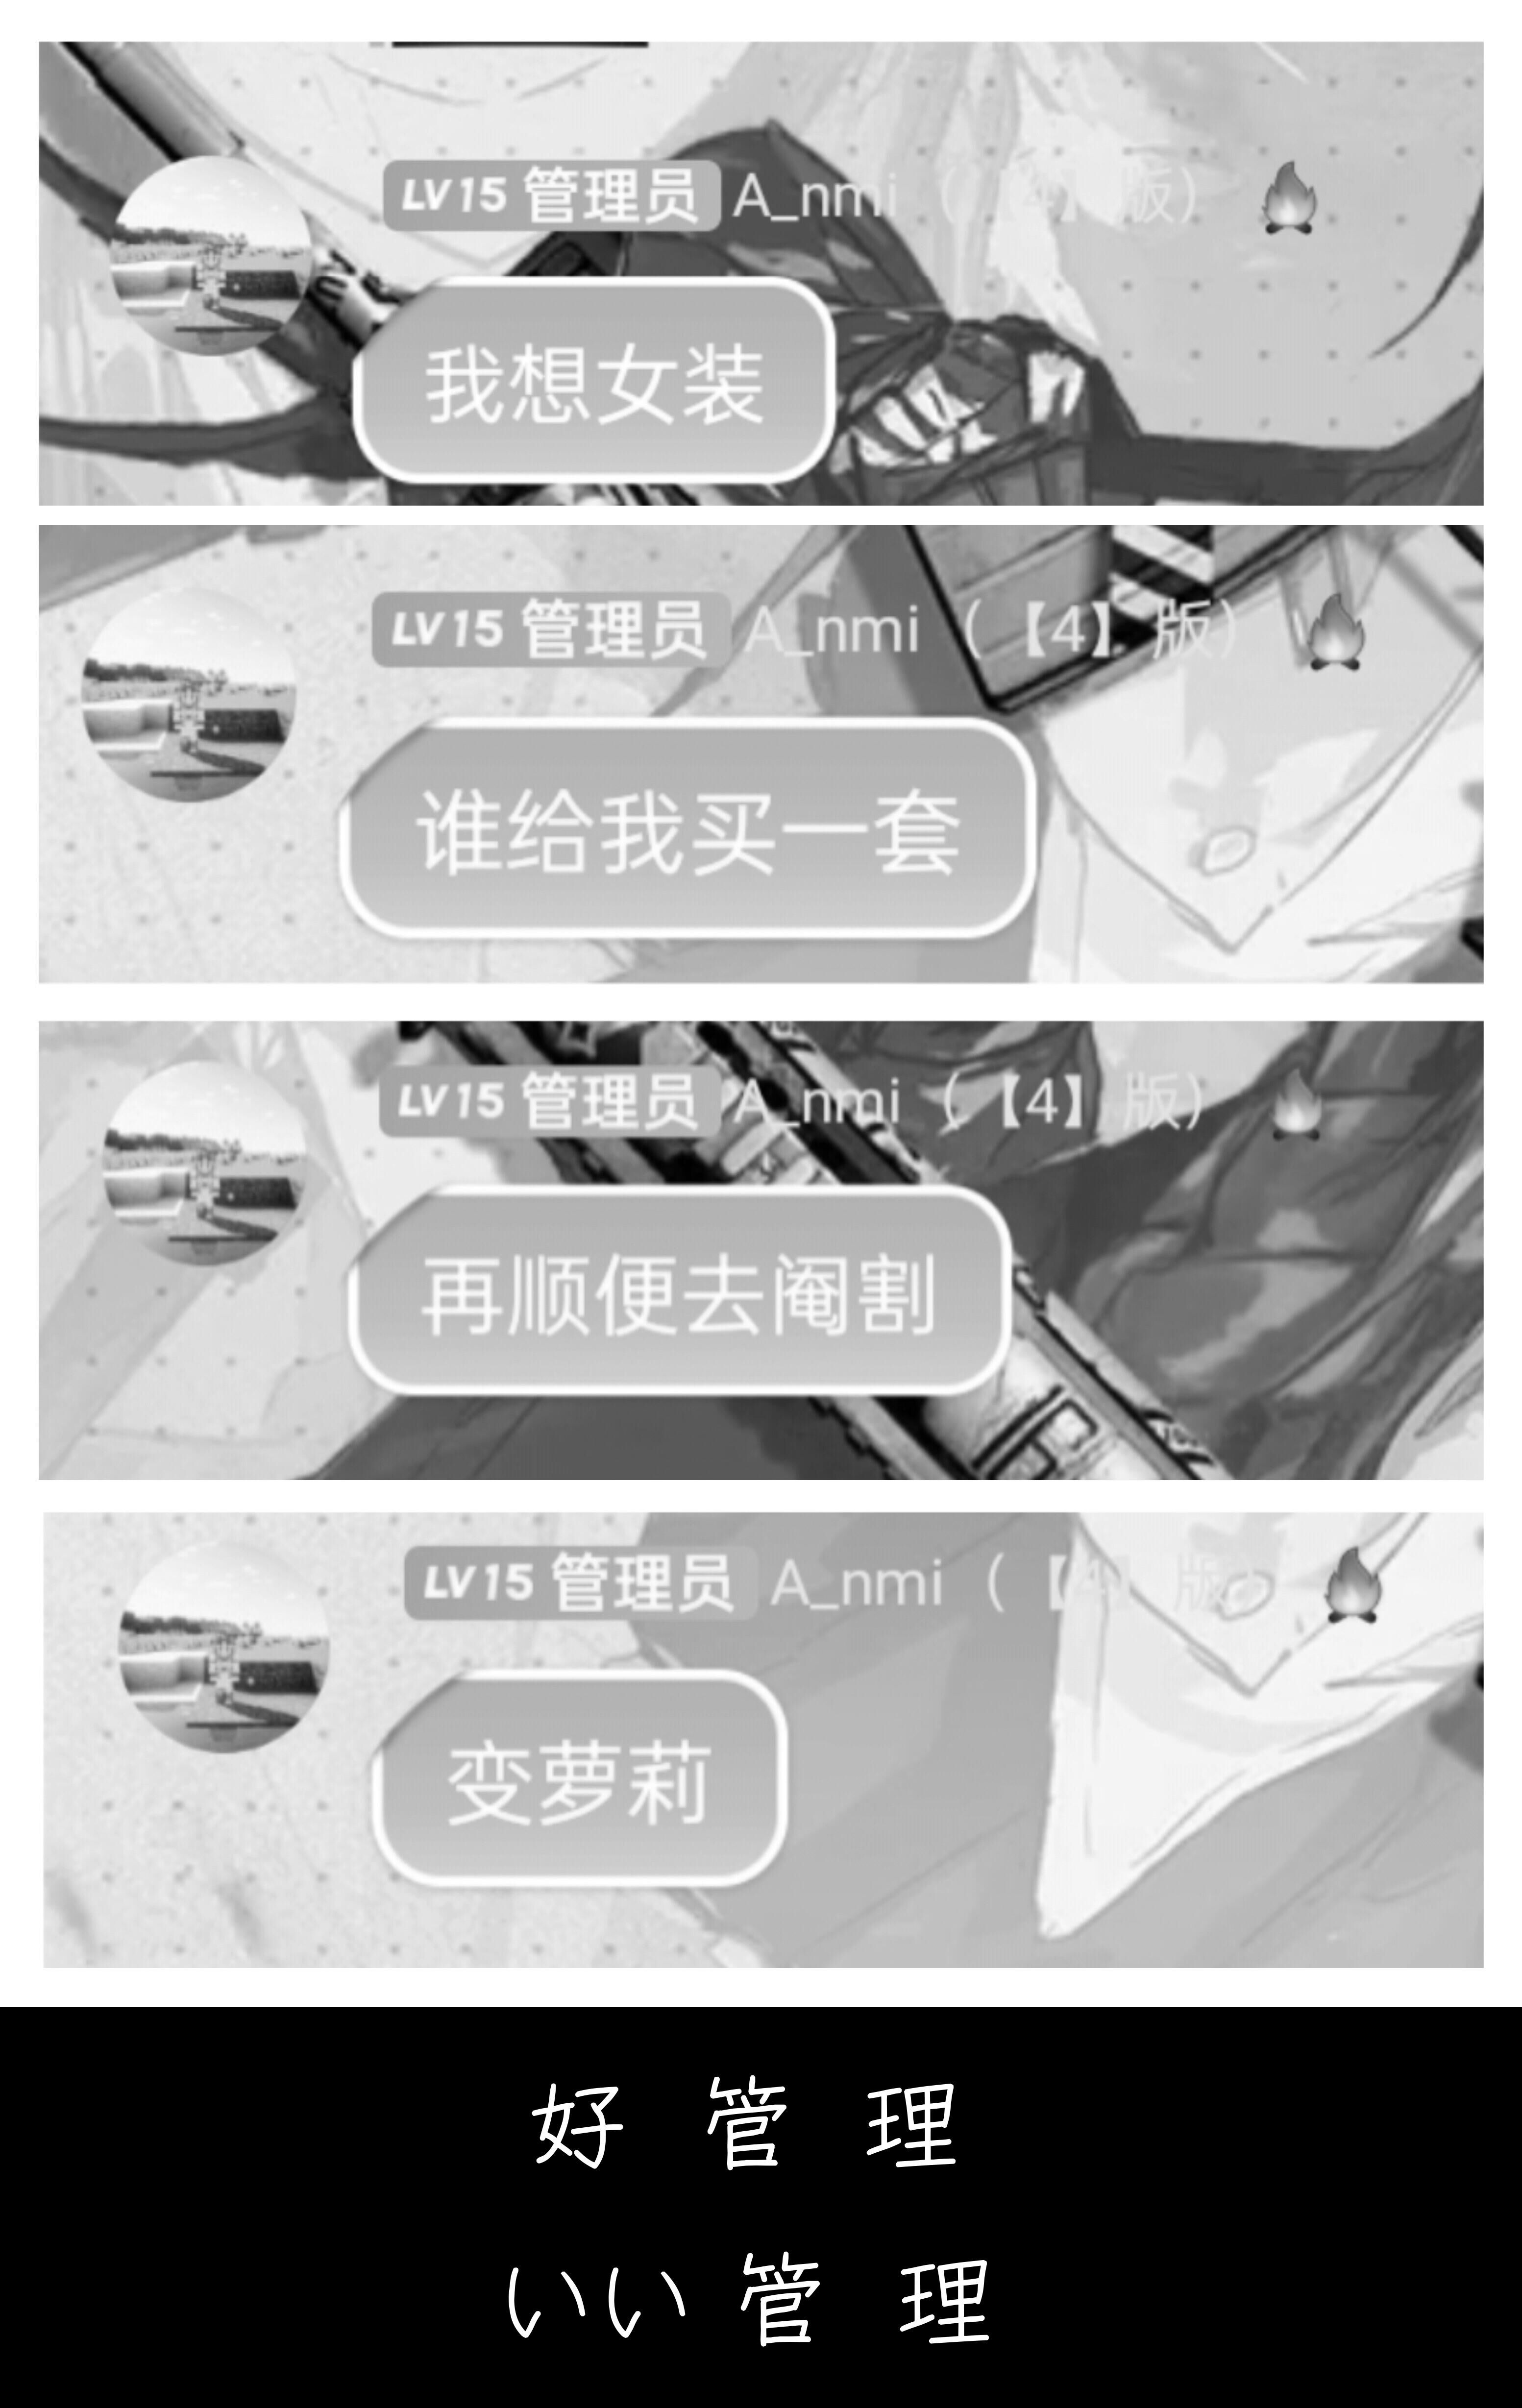 LV15 管理员 A_nmi （【4】版） 🔥
我想女装
LV15 管理员 A_nmi （【4】版） 🔥
谁给我买一套
LV15 管理员 A_nmi （【4】版） 🔥
再顺便去阉割
LV15 管理员 A_nmi （【4】版） 🔥
变萝莉
好 管 理
いい 管 理